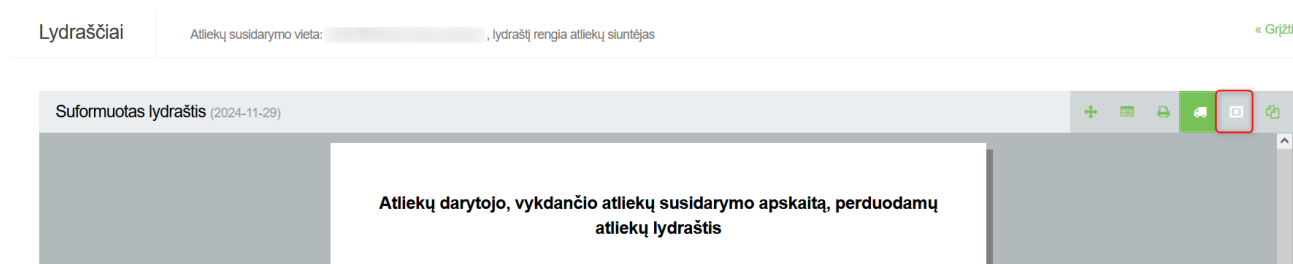 Lydraščiai
Atliekų susidarymo vieta: , lydraštį rengia atliekų siuntėjas
« Grįžti
Suformuotas lydraštis (2024-11-29)
Atliekų darytojo, vykdančio atliekų susidarymo apskaitą, perduodamų
atliekų lydraštis